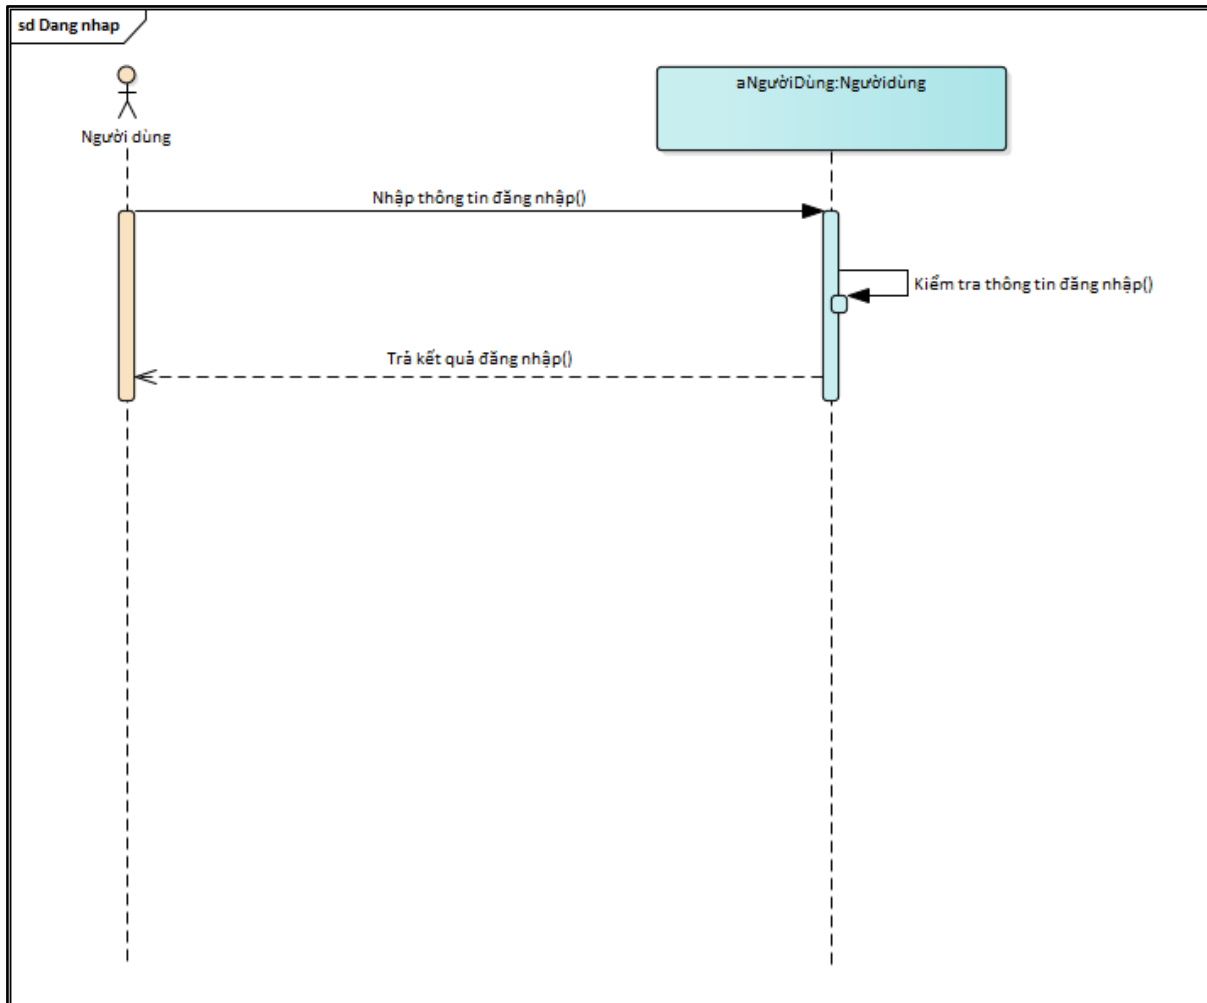 sd Dang nhap
Người dùng
aNgườiDùng:Ngườidùng
Nhập thông tin đăng nhập()
Kiểm tra thông tin đăng nhập()
Trả kết quả đăng nhập()